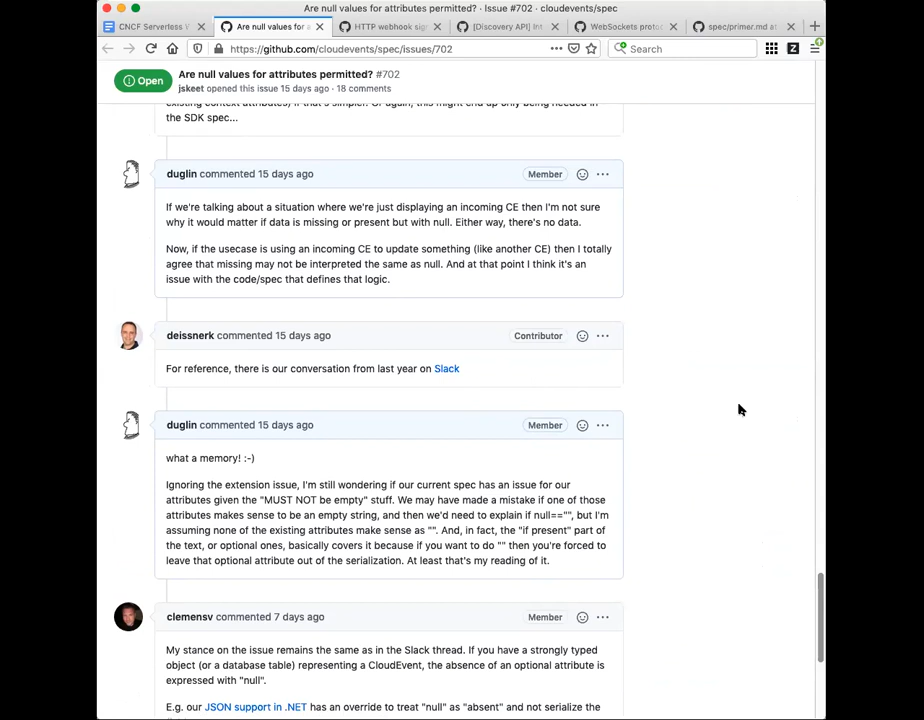 Are null values for attributes permitted? · Issue #702 · cloudevents/spec
CNCF Serverless W
Are null values for a
HTTP webhook sig
[Discovery API] Int
WebSockets proto
spec/primer.md at
https://github.com/cloudevents/spec/issues/702
Search
Open
Are null values for attributes permitted? #702
jskeet opened this issue 15 days ago · 18 comments
existing context attributes) if that's simpler. Or again, this might end up only being needed in
the SDK spec...
duglin commented 15 days ago
Member
If we're talking about a situation where we're just displaying an incoming CE then I'm not sure
why it would matter if data is missing or present but with null. Either way, there's no data.
Now, if the usecase is using an incoming CE to update something (like another CE) then I totally
agree that missing may not be interpreted the same as null. And at that point I think it's an
issue with the code/spec that defines that logic.
deissnerk commented 15 days ago
Contributor
For reference, there is our conversation from last year on Slack
duglin commented 15 days ago
Member
what a memory! :-)
Ignoring the extension issue, I'm still wondering if our current spec has an issue for our
attributes given the "MUST NOT be empty" stuff. We may have made a mistake if one of those
attributes makes sense to be an empty string, and then we'd need to explain if null=="", but I'm
assuming none of the existing attributes make sense as "". And, in fact, the "if present" part of
the text, or optional ones, basically covers it because if you want to do "" then you're forced to
leave that optional attribute out of the serialization. At least that's my reading of it.
clemensv commented 7 days ago
Member
My stance on the issue remains the same as in the Slack thread. If you have a strongly typed
object (or a database table) representing a CloudEvent, the absence of an optional attribute is
expressed with "null".
E.g. our JSON support in .NET has an override to treat "null" as "absent" and not serialize the